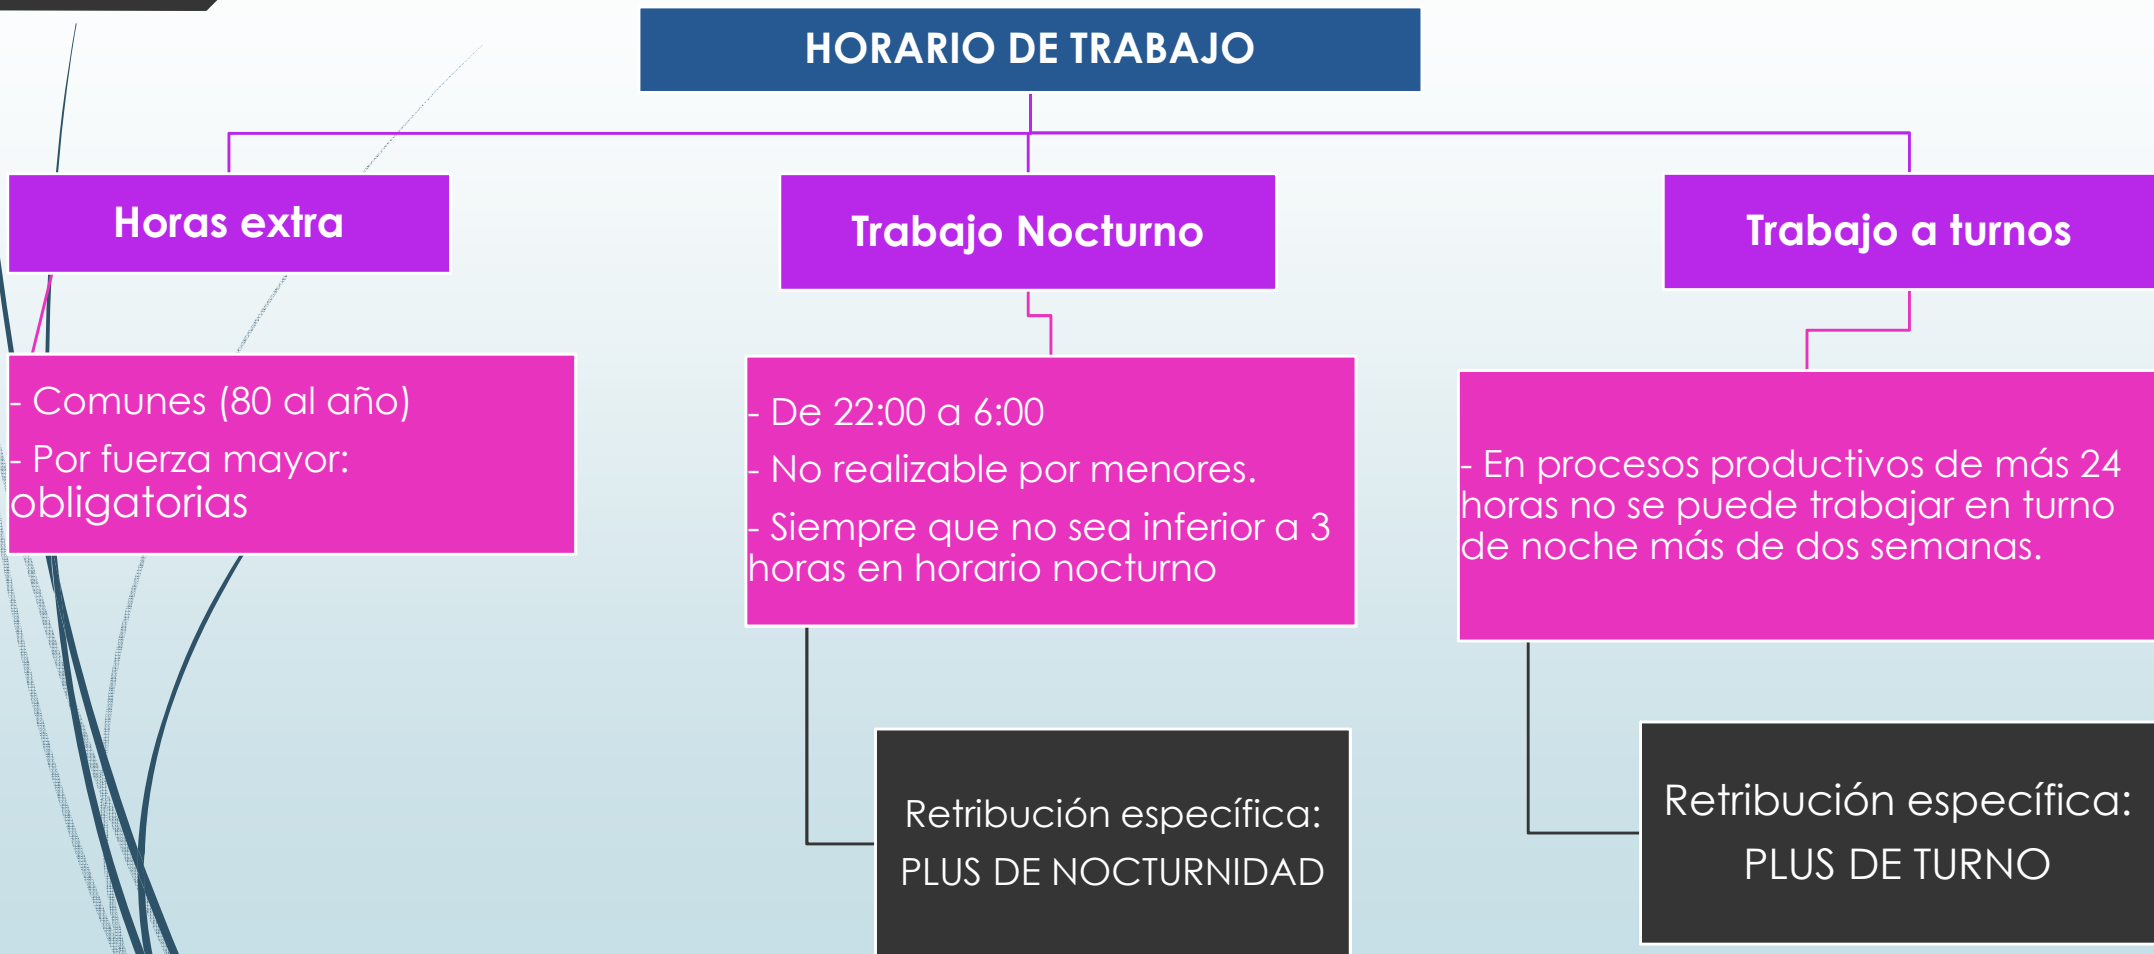 HORARIO DE TRABAJO
Horas extra
- Comunes (80 al año)
- Por fuerza mayor:
obligatorias
Trabajo Nocturno
- De 22:00 a 6:00
- No realizable por menores.
- Siempre que no sea inferior a 3
horas en horario nocturno
Retribución específica:
PLUS DE NOCTURNIDAD
Trabajo a turnos
- En procesos productivos de más 24
horas no se puede trabajar en turno
de noche más de dos semanas.
Retribución específica:
PLUS DE TURNO